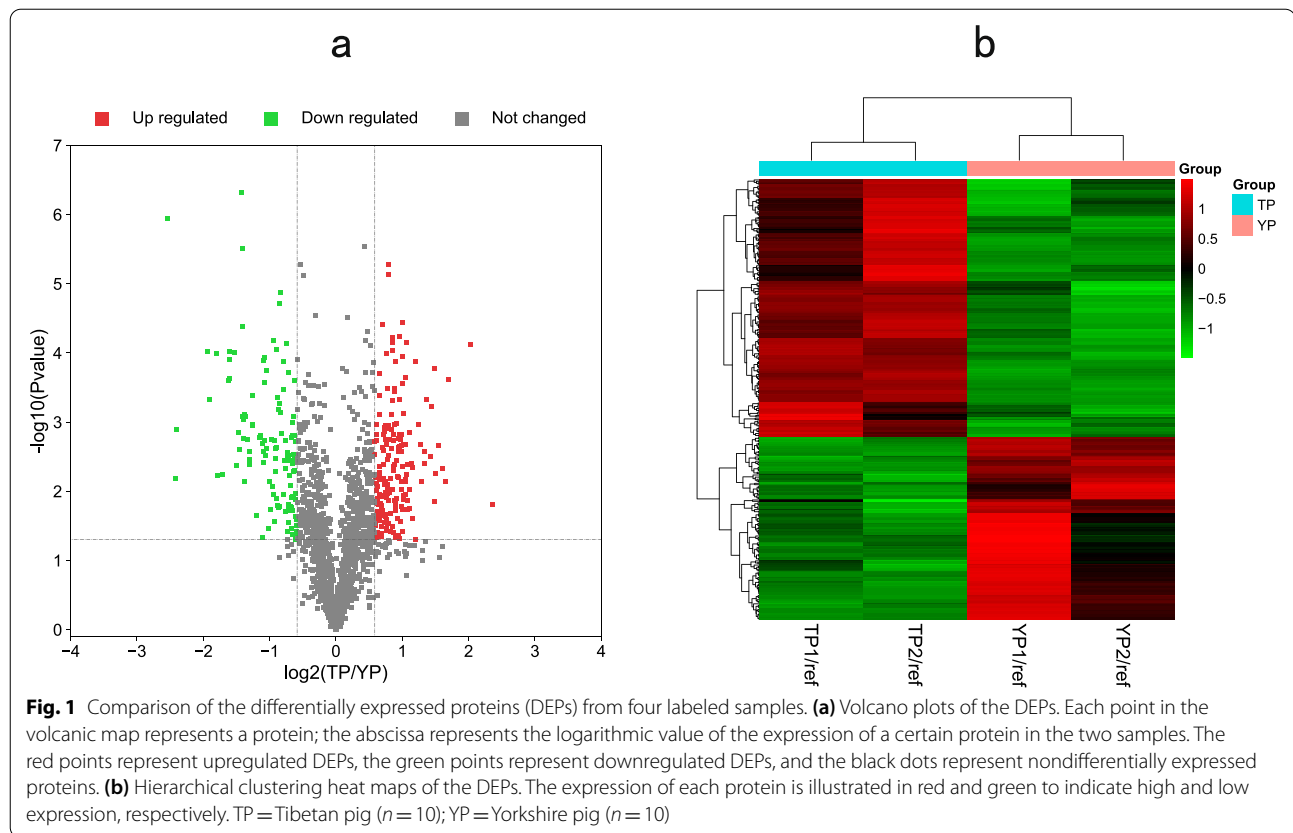 a
b
Up regulated
Down regulated
Not changed
7
6
5
4
3
2
1
0
-log10(Pvalue)
−4
−3
−2
−1
0
1
2
3
4
log2(TP/YP)
Group
1
0.5
0
−0.5
−1
Group
TP
YP
TP1/ref
TP2/ref
YP1/ref
YP2/ref
Fig. 1 Comparison of the differentially expressed proteins (DEPs) from four labeled samples. (a) Volcano plots of the DEPs. Each point in the
volcanic map represents a protein; the abscissa represents the logarithmic value of the expression of a certain protein in the two samples. The
red points represent upregulated DEPs, the green points represent downregulated DEPs, and the black dots represent nondifferentially expressed
proteins. (b) Hierarchical clustering heat maps of the DEPs. The expression of each protein is illustrated in red and green to indicate high and low
expression, respectively. TP = Tibetan pig (n = 10); YP = Yorkshire pig (n = 10)